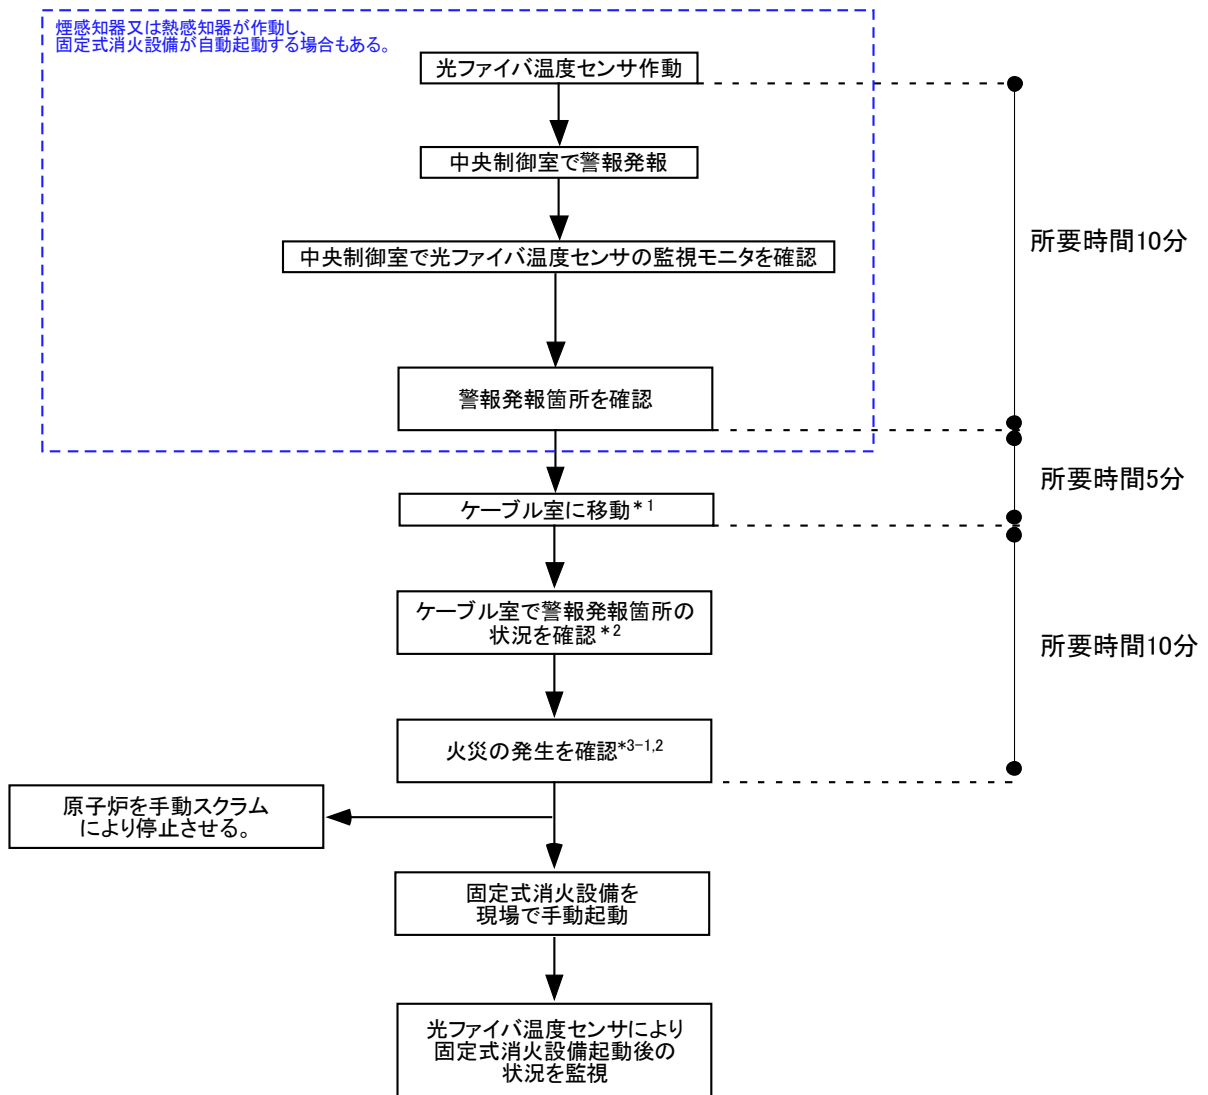 煙感知器又は熱感知器が作動し、
固定式消火設備が自動起動する場合もある。
光ファイバ温度センサ作動
中央制御室で警報発報
中央制御室で光ファイバ温度センサの監視モニタを確認
所要時間10分
警報発報箇所を確認
所要時間5分
ケーブル室に移動*1
ケーブル室で警報発報箇所の
状況を確認*2
所要時間10分
火災の発生を確認*3-1,2
原子炉を手動スクラム
により停止させる。
固定式消火設備を
現場で手動起動
光ファイバ温度センサにより
固定式消火設備起動後の
状況を監視